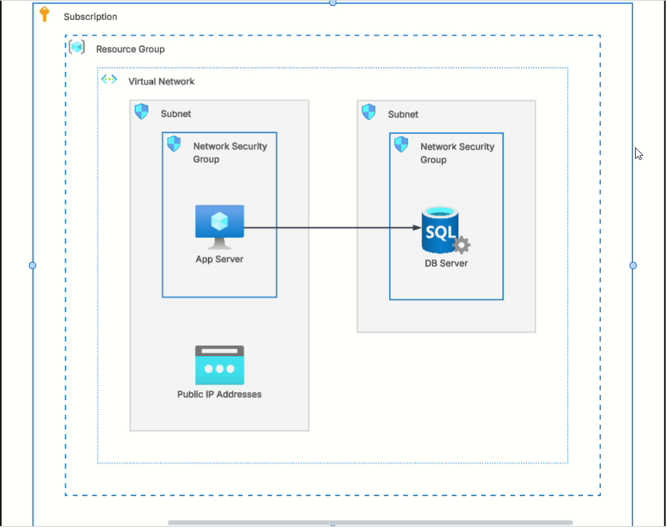 Subscription
Resource Group
Virtual Network
Subnet
Network Security
Group
App Server
Public IP Addresses
Subnet
Network Security
Group
SQL
DB Server